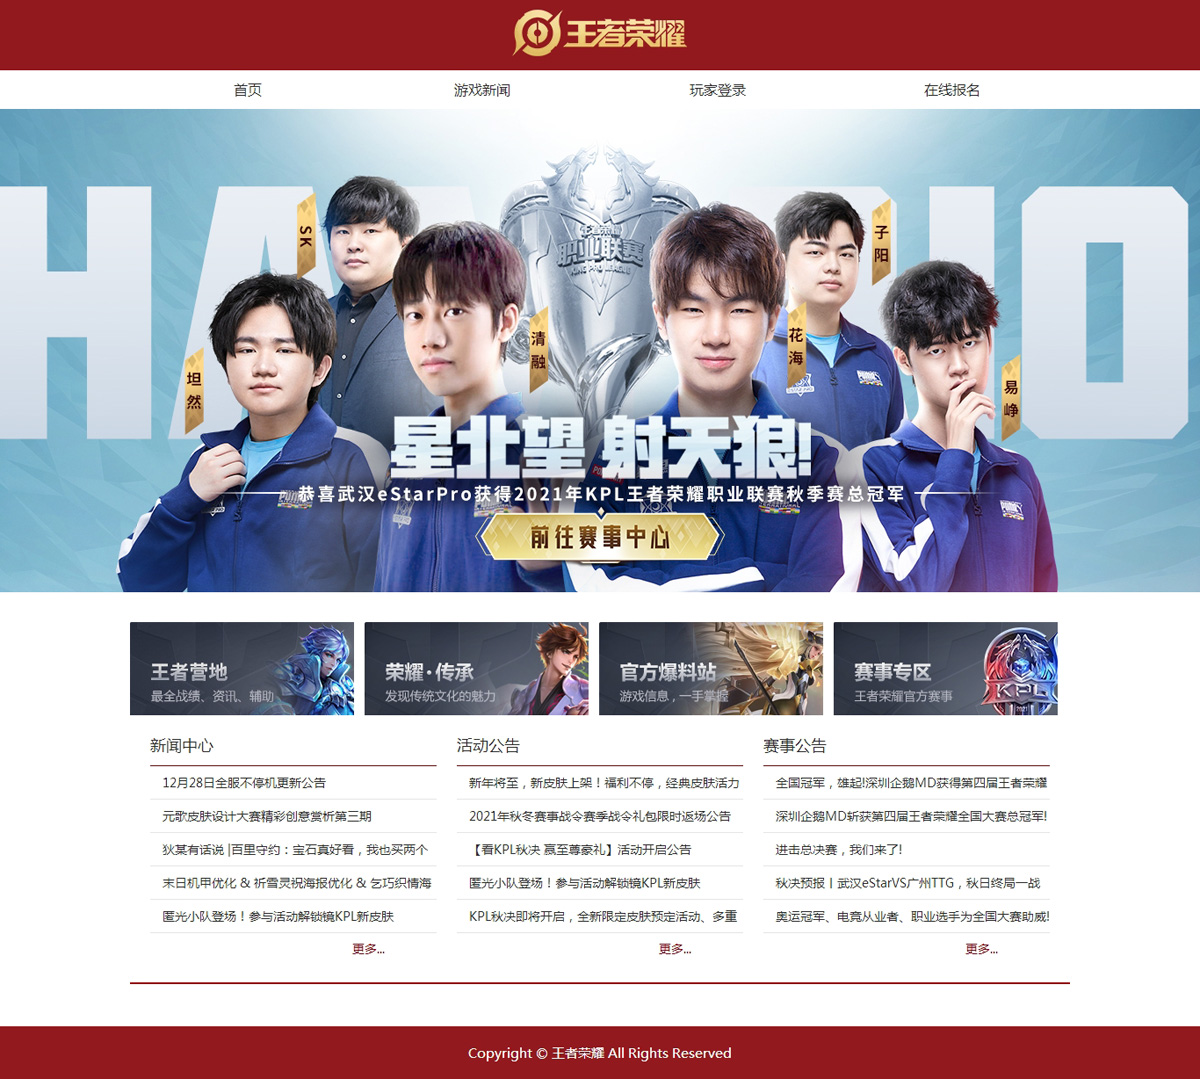 王者荣耀
首页
游戏新闻
玩家登录
在线报名
王者荣耀
职业联赛
KING PRO LEAGUE
SK
子阳
清融
花海
坦然
易峥
星北望 射天狼!
恭喜武汉eStarPro获得2021年KPL王者荣耀职业联赛秋季赛总冠军
前往赛事中心
王者营地
最全战绩、资讯、辅助
荣耀·传承
发现传统文化的魅力
官方爆料站
游戏信息，一手掌握
赛事专区
王者荣耀官方赛事
KPL
2021
新闻中心
12月28日全服不停机更新公告
元歌皮肤设计大赛精彩创意赏析第三期
狄某有话说 |百里守约：宝石真好看，我也买两个
末日机甲优化 & 祈雪灵祝海报优化 & 乞巧织情海
匿光小队登场！参与活动解锁镜KPL新皮肤
更多...
活动公告
新年将至，新皮肤上架！福利不停，经典皮肤活力
2021年秋冬赛事战令赛季战令礼包限时返场公告
【看KPL秋决 赢至尊豪礼】活动开启公告
匿光小队登场！参与活动解锁镜KPL新皮肤
KPL秋决即将开启，全新限定皮肤预定活动、多重
更多...
赛事公告
全国冠军，雄起!深圳企鹅MD获得第四届王者荣耀
深圳企鹅MD斩获第四届王者荣耀全国大赛总冠军!
进击总决赛，我们来了!
秋决预报丨武汉eStarVS广州TTG，秋日终局一战
奥运冠军、电竞从业者、职业选手为全国大赛助威!
更多...
Copyright © 王者荣耀 All Rights Reserved